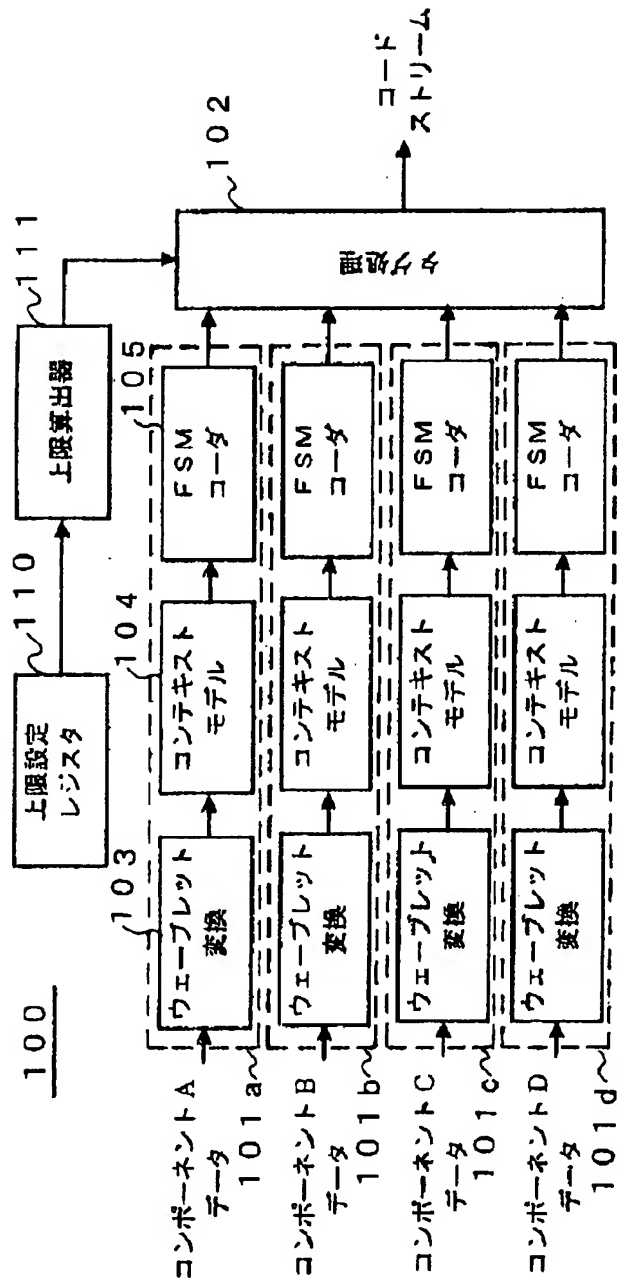 100
上限設定
レジスタ
110
上限算出器
111
タグ処理
102
コード
ストリーム
コンポーネントA
データ
101a
ウェーブレット
変換
103
コンテキスト
モデル
104
FSM
コーダ
105
コンポーネントB
データ
101b
ウェーブレット
変換
コンテキスト
モデル
FSM
コーダ
コンポーネントC
データ
101c
ウェーブレット
変換
コンテキスト
モデル
FSM
コーダ
コンポーネントD
データ
101d
ウェーブレット
変換
コンテキスト
モデル
FSM
コーダ